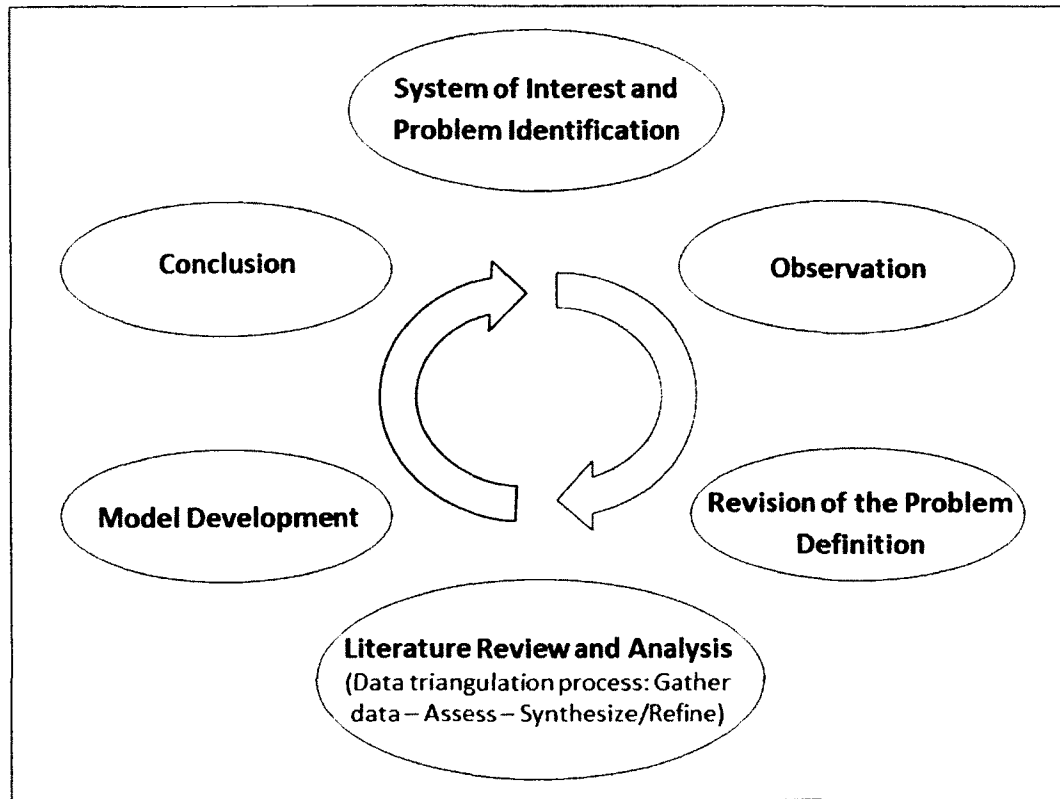 System of Interest and
Problem Identification
Conclusion
Observation
Model Development
Revision of the Problem
Definition
Literature Review and Analysis
(Data triangulation process: Gather
data – Assess – Synthesize/Refine)